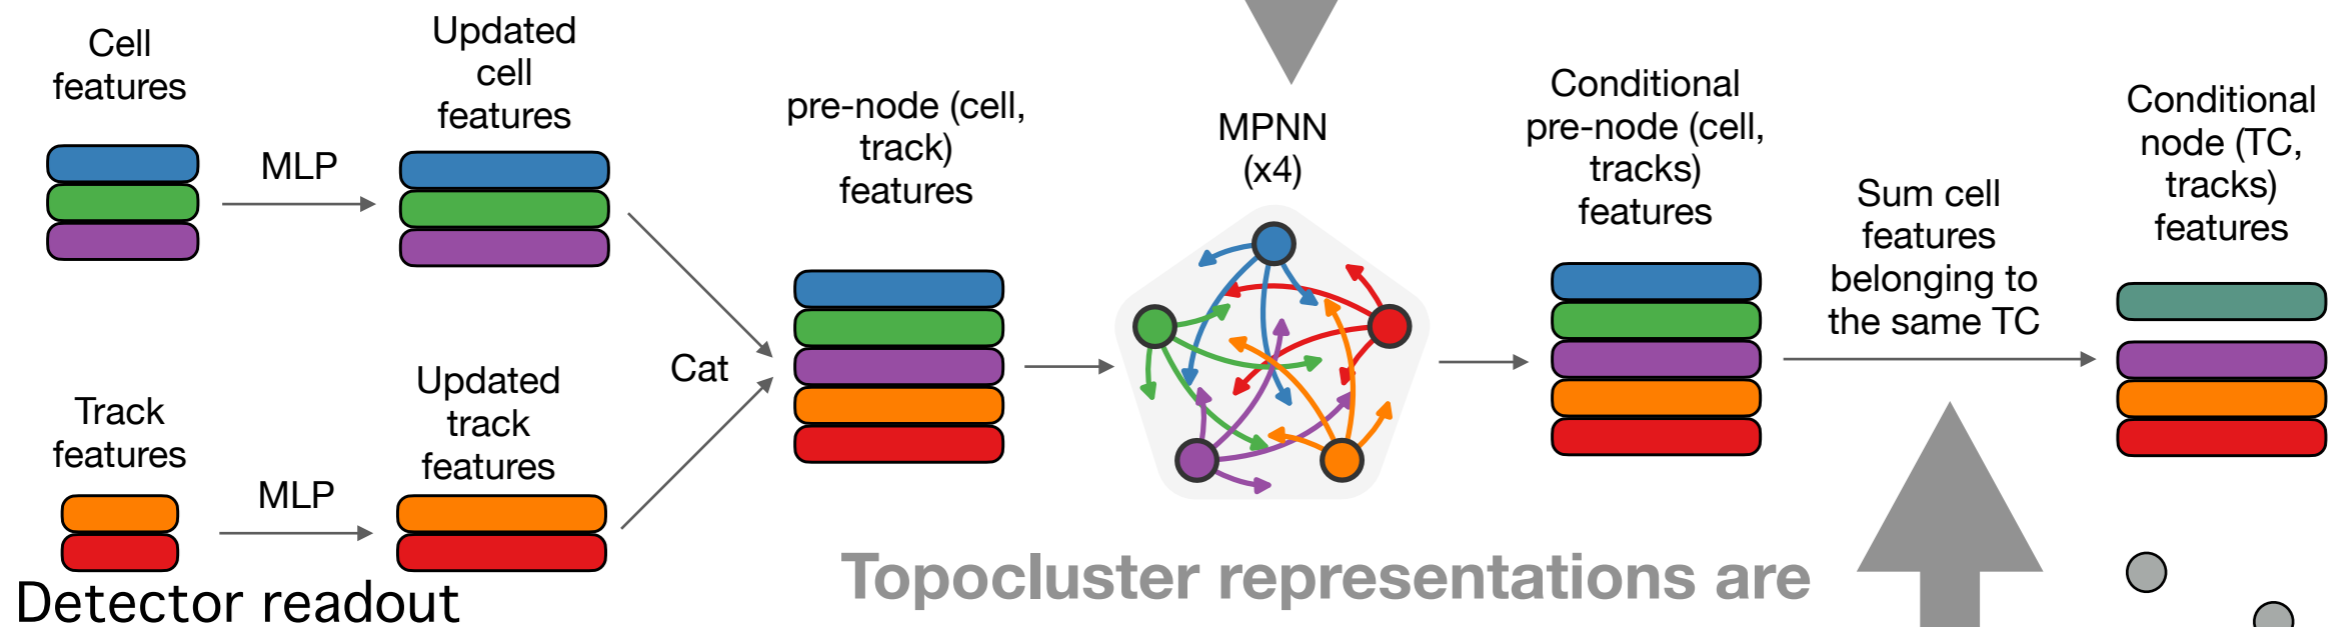 Cell
features
MLP
Updated
cell
features
Track
features
MLP
Updated
track
features
Detector readout
Cat
pre-node (cell,
track)
features
MPNN
(x4)
Conditional
pre-node (cell,
tracks)
features
Sum cell
features
belonging to
the same TC
Conditional
node (TC,
tracks)
features
Topocluster representations are